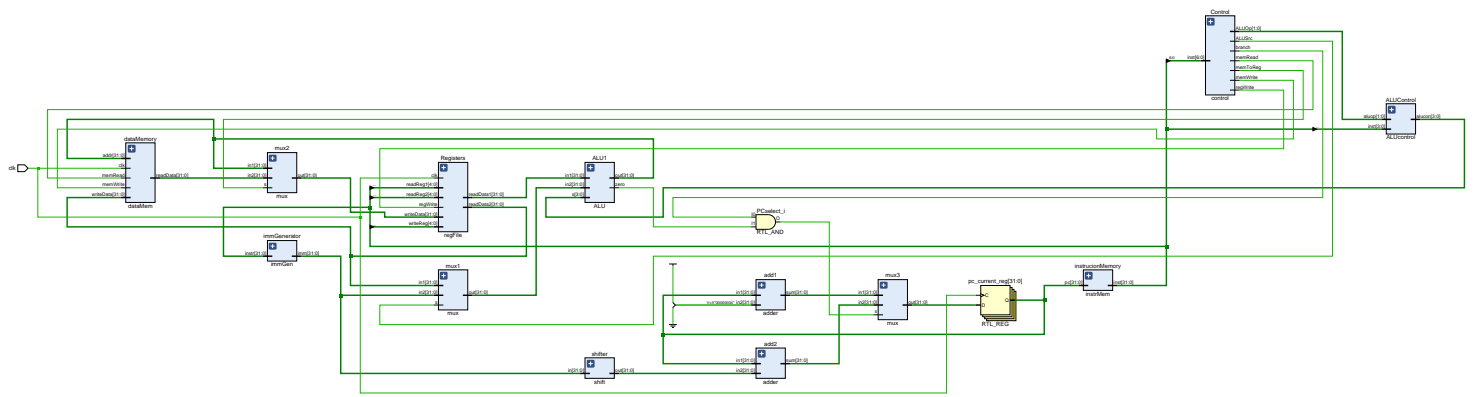 Control
inst[6:0]
ALUOp[1:0]
ALUSrc
branch
memRead
memToReg
memWrite
regWrite
control
ALUControl
aluop[1:0]
inst[3:0]
alucon[3:0]
ALUcontrol
dataMemory
addr[31:0]
clk
memRead
memWrite
writeData[31:0]
readData[31:0]
dataMem
clk
mux2
in1[31:0]
in2[31:0]
s
out[31:0]
mux
Registers
clk
readReg1[4:0]
readReg2[4:0]
regWrite
writeData[31:0]
writeReg[4:0]
readData1[31:0]
readData2[31:0]
regFile
ALU1
in1[31:0]
in2[31:0]
s[3:0]
out[31:0]
zero
ALU
PCselect_i
I0
I1
O
RTL_AND
immGenerator
instr[31:0]
imm[31:0]
immGen
mux1
in1[31:0]
in2[31:0]
s
out[31:0]
mux
add1
in1[31:0]
in2[31:0]
sum[31:0]
adder
mux3
in1[31:0]
in2[31:0]
s
out[31:0]
mux
pc_current_reg[31:0]
C
D
Q
RTL_REG
instrucionMemory
pc[31:0]
inst[31:0]
instrMem
shifter
in[31:0]
out[31:0]
shift
add2
in1[31:0]
in2[31:0]
sum[31:0]
adder